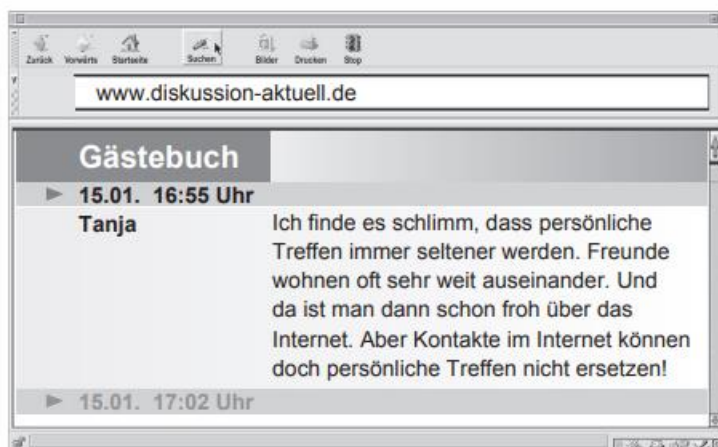 Zurück Vorwärts Startseite Suchen Bilder Drucken Stop
www.diskussion-aktuell.de
Gästebuch
15.01. 16:55 Uhr
Tanja
Ich finde es schlimm, dass persönliche
Treffen immer seltener werden. Freunde
wohnen oft sehr weit auseinander. Und
da ist man dann schon froh über das
Internet. Aber Kontakte im Internet können
doch persönliche Treffen nicht ersetzen!
15.01. 17:02 Uhr